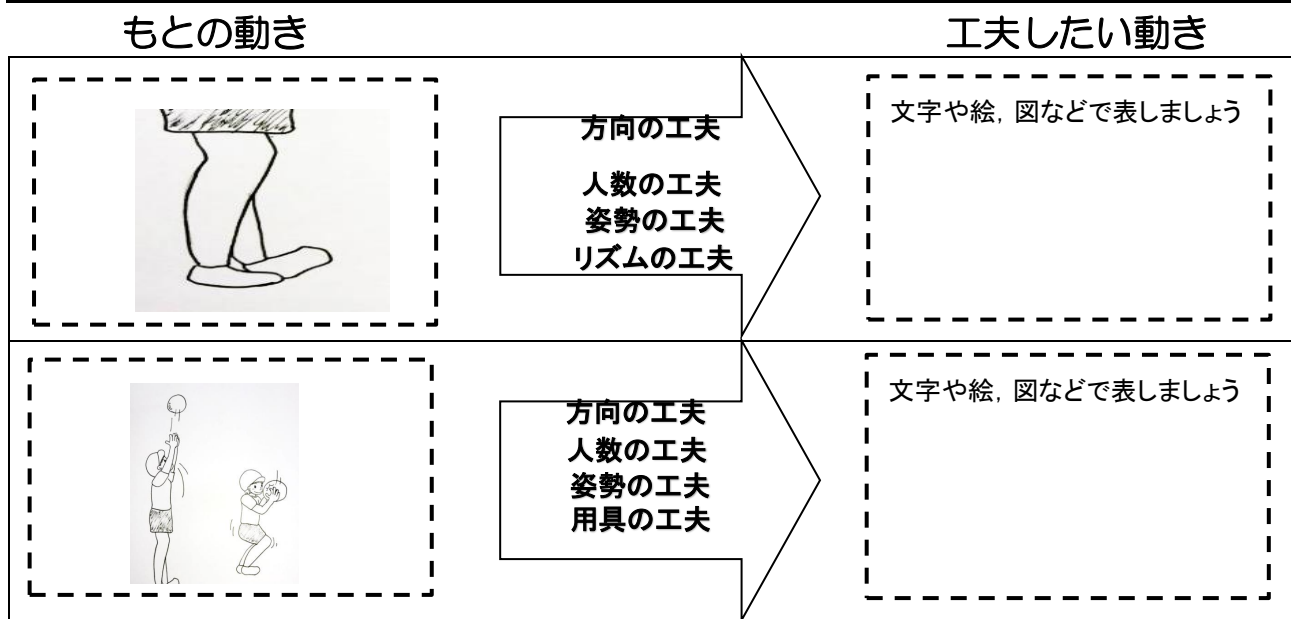 もとの動き
工夫したい動き
方向の工夫
人数の工夫
姿勢の工夫
リズムの工夫
文字や絵，図などで表しましょう
方向の工夫
人数の工夫
姿勢の工夫
用具の工夫
文字や絵，図などで表しましょう